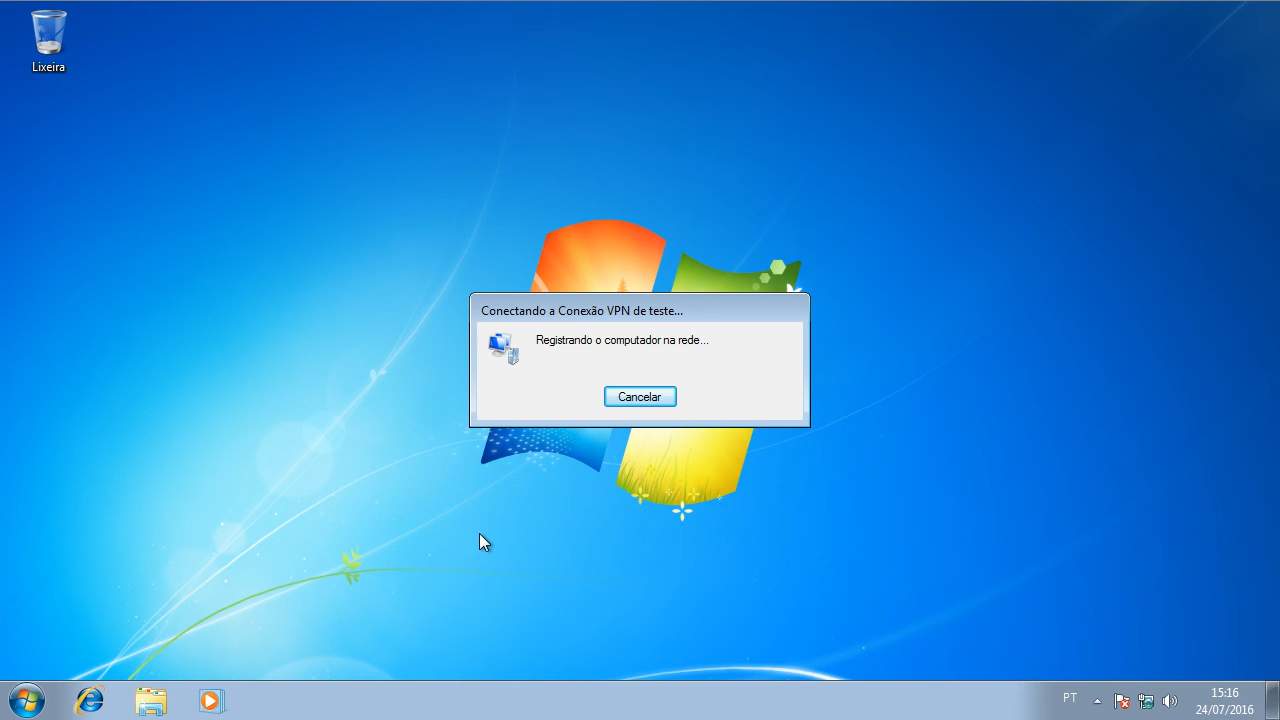 Lixeira
Conectando a Conexão VPN de teste...
Registrando o computador na rede...
Cancelar
PT
15:16
24/07/2016